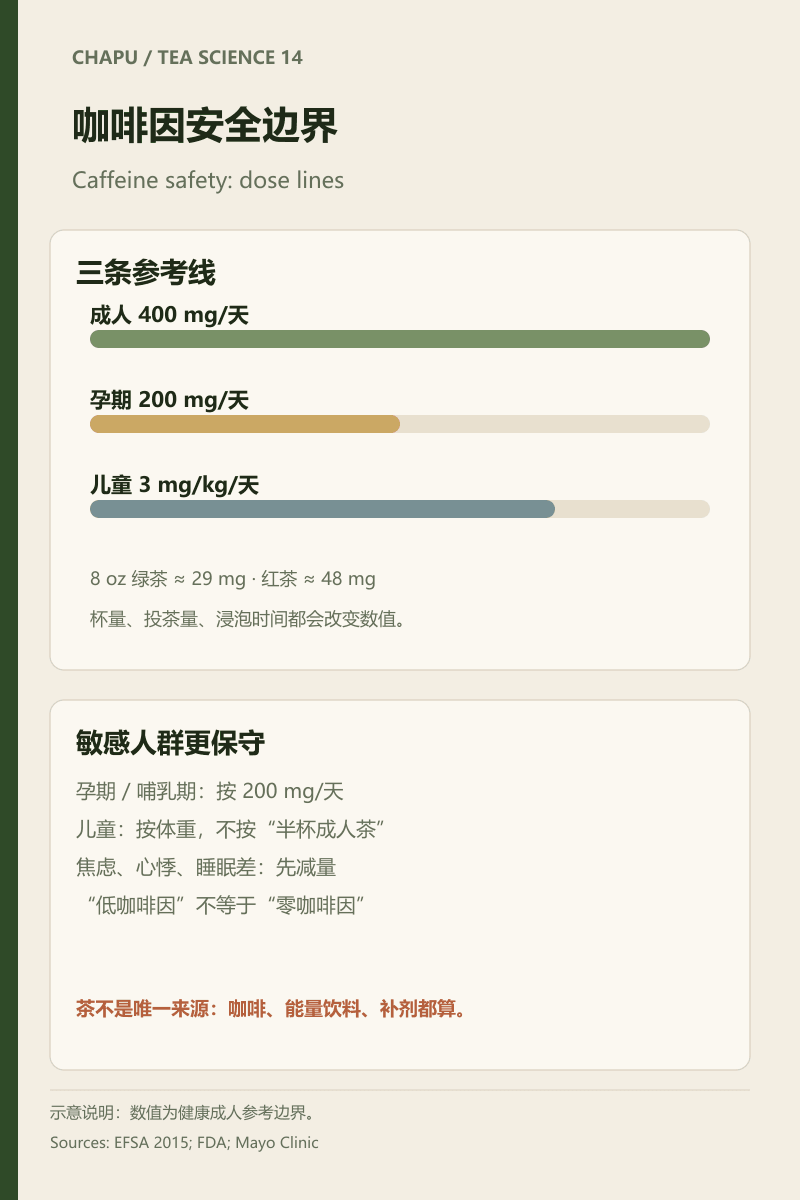 CHAPU / TEA SCIENCE 14
咖啡因安全边界
Caffeine safety: dose lines
三条参考线
成人 400 mg/天
孕期 200 mg/天
儿童 3 mg/kg/天
8 oz 绿茶 ≈ 29 mg · 红茶 ≈ 48 mg
杯量、投茶量、浸泡时间都会改变数值。
敏感人群更保守
孕期 / 哺乳期：按 200 mg/天
儿童：按体重，不按“半杯成人茶”
焦虑、心悸、睡眠差：先减量
“低咖啡因”不等于“零咖啡因”
茶不是唯一来源：咖啡、能量饮料、补剂都算。
示意说明：数值为健康成人参考边界。
Sources: EFSA 2015; FDA; Mayo Clinic